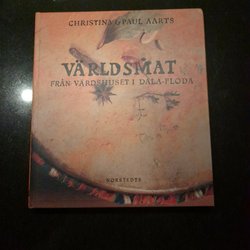 CHRISTINA & PAUL AARTS
VÄRLDSMAT
FRÅN VÄRDSHUSET I DALA-FLODA
NORSTEDTS